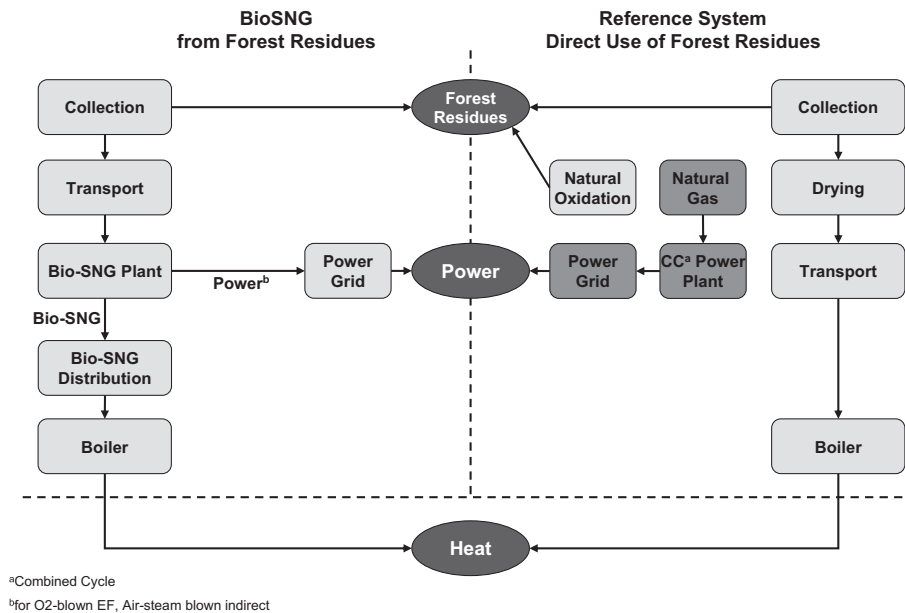 BioSNG
from Forest Residues
Reference System
Direct Use of Forest Residues
Collection
Forest
Residues
Collection
Transport
Natural
Oxidation
Natural
Gas
Drying
Bio-SNG Plant
Powerᵇ
Power
Grid
Power
Power
Grid
CCᵃ Power
Plant
Transport
Bio-SNG
Bio-SNG
Distribution
Boiler
Boiler
Heat
ᵃCombined Cycle
ᵇfor O2-blown EF, Air-steam blown indirect